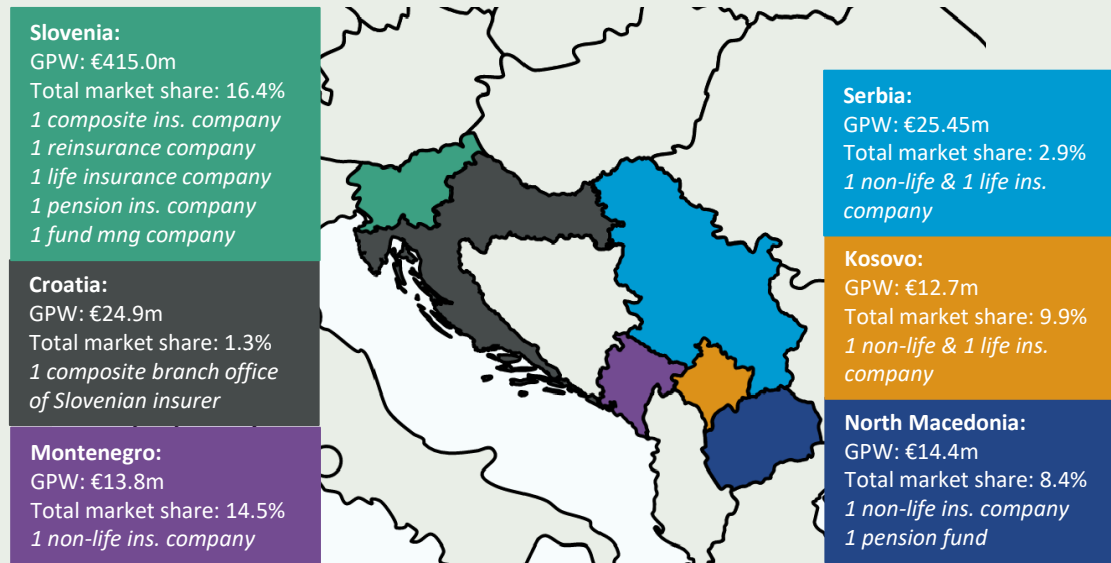 Slovenia:
GPW: €415.0m
Total market share: 16.4%
1 composite ins. company
1 reinsurance company
1 life insurance company
1 pension ins. company
1 fund mng company
Croatia:
GPW: €24.9m
Total market share: 1.3%
1 composite branch office
of Slovenian insurer
Montenegro:
GPW: €13.8m
Total market share: 14.5%
1 non-life ins. company
Serbia:
GPW: €25.45m
Total market share: 2.9%
1 non-life & 1 life ins.
company
Kosovo:
GPW: €12.7m
Total market share: 9.9%
1 non-life & 1 life ins.
company
North Macedonia:
GPW: €14.4m
Total market share: 8.4%
1 non-life ins. company
1 pension fund